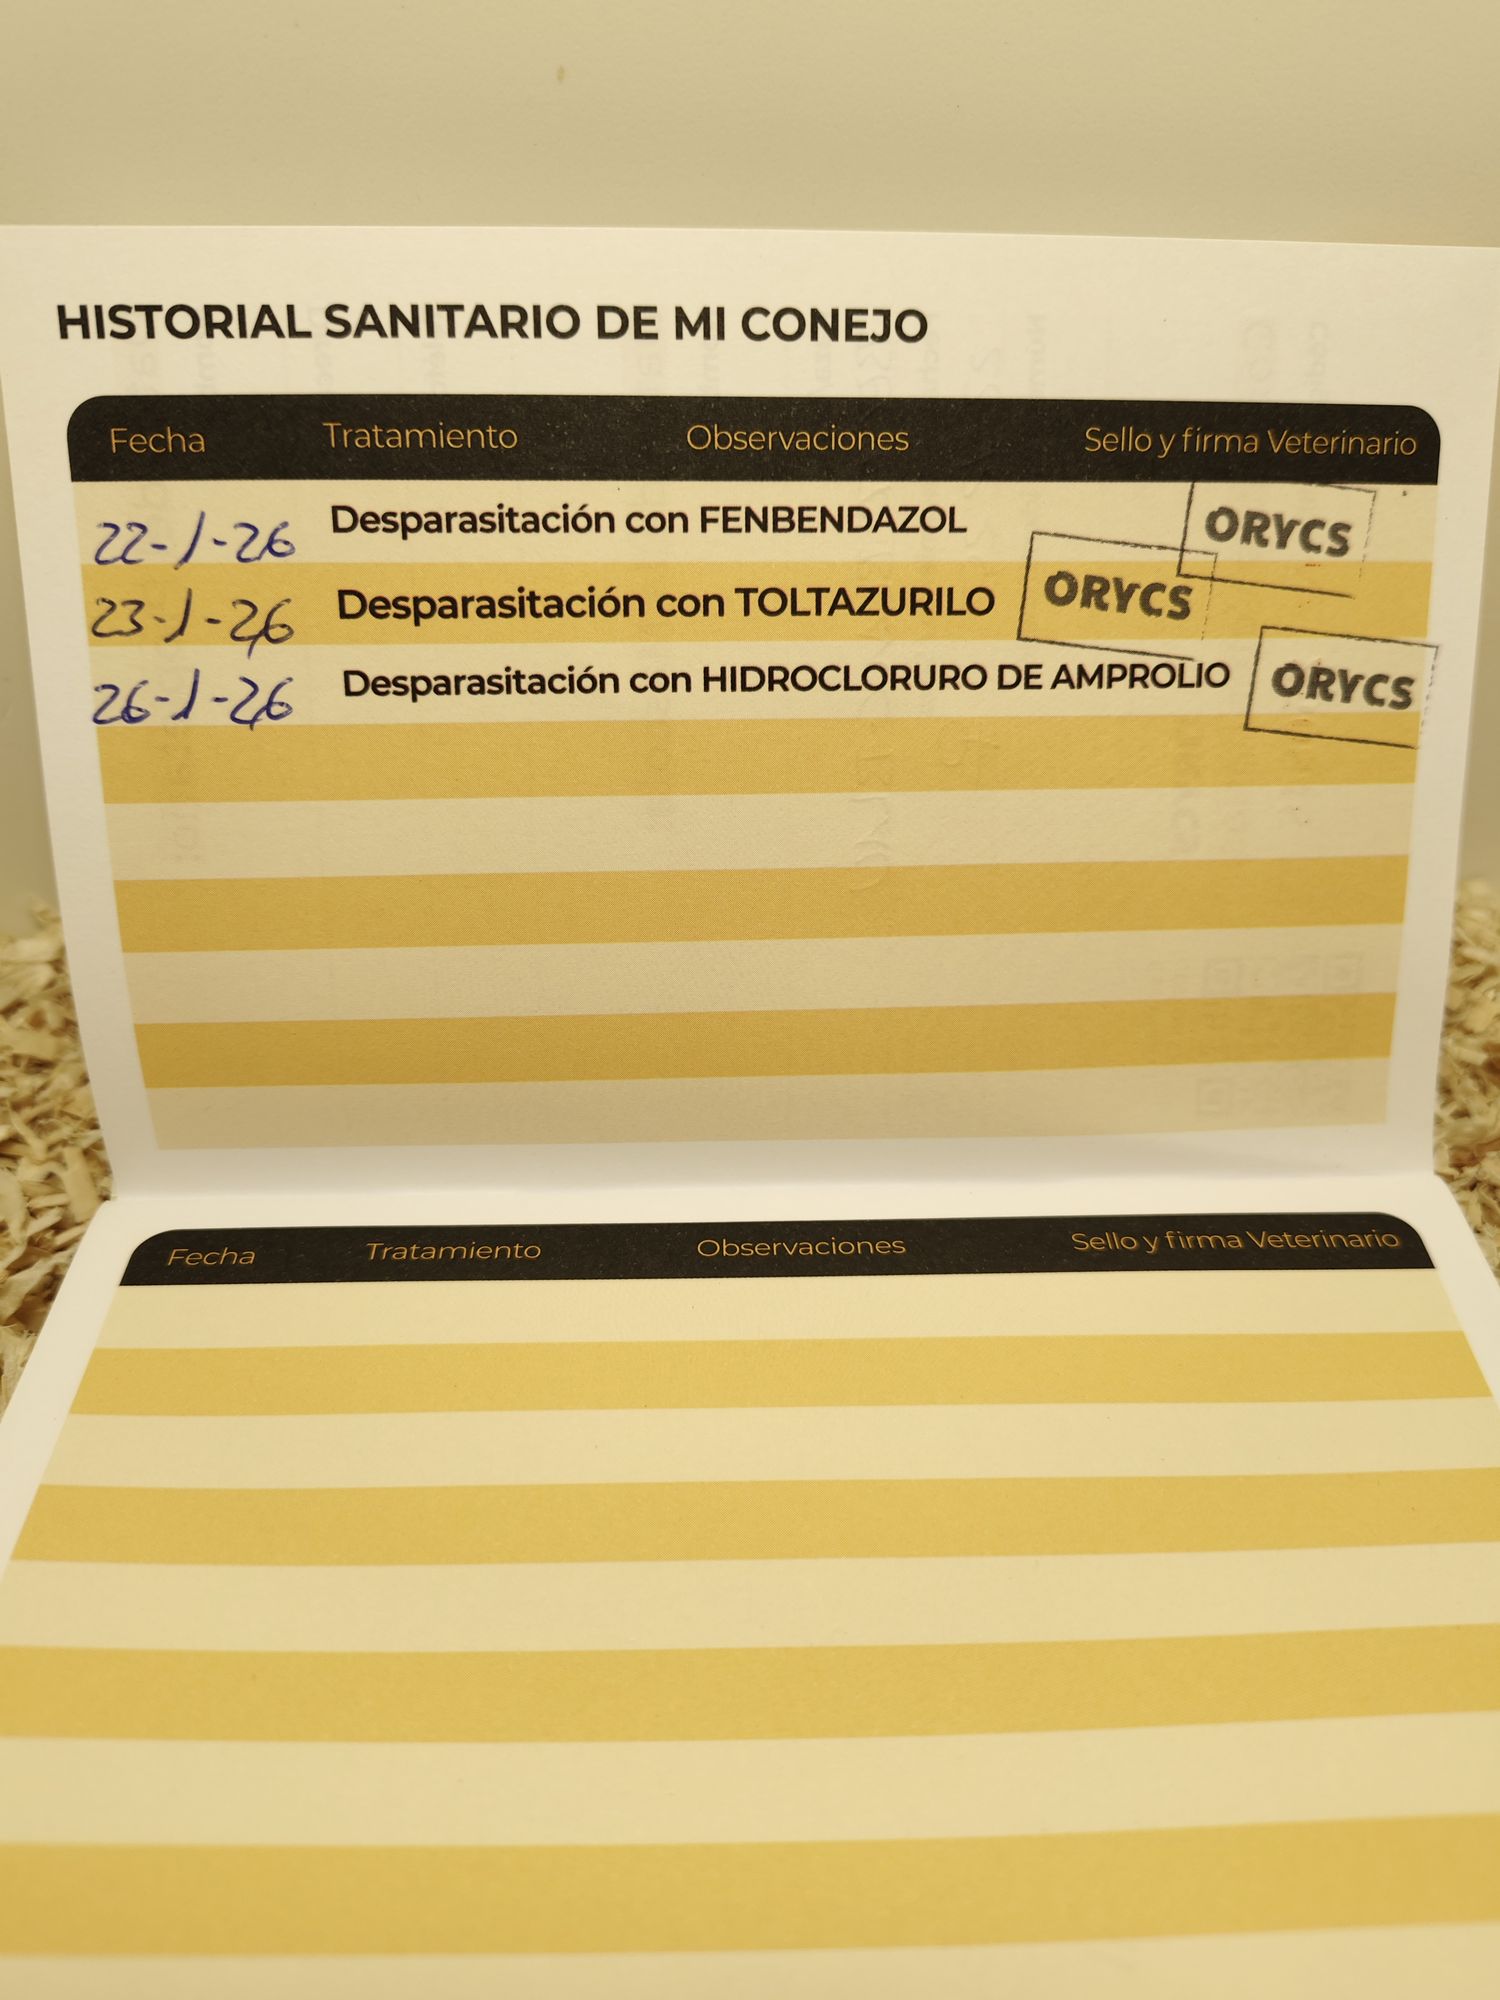 HISTORIAL SANITARIO DE MI CONEJO
Fecha Tratamiento Observaciones Sello y firma Veterinario
22-1-26 Desparasitación con FENBENDAZOL ORYCS
23-1-26 Desparasitación con TOLTAZURILO ORYCS
26-1-26 Desparasitación con HIDROCLORURO DE AMPROLIO ORYCS
Fecha Tratamiento Observaciones Sello y firma Veterinario